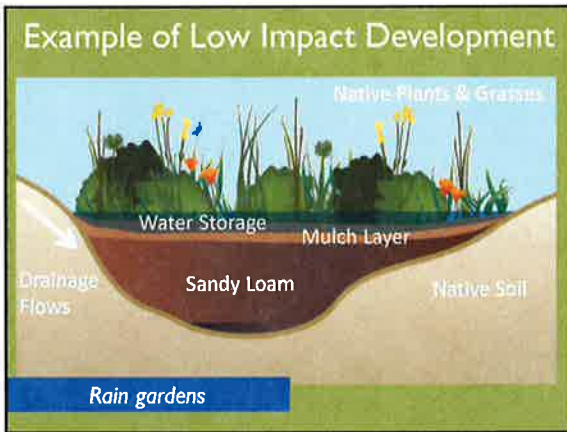 Example of Low Impact Development
Native Plants & Grasses
Water Storage
Mulch Layer
Drainage
Flows
Sandy Loam
Native Soil
Rain gardens